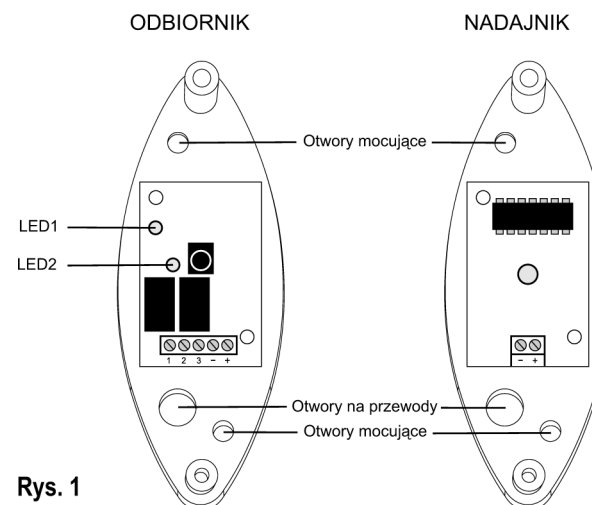 ODBIORNIK
NADAJNIK
Otwory mocujące
LED1
LED2
1 2 3 – +
– +
Otwory na przewody
Otwory mocujące
Rys. 1